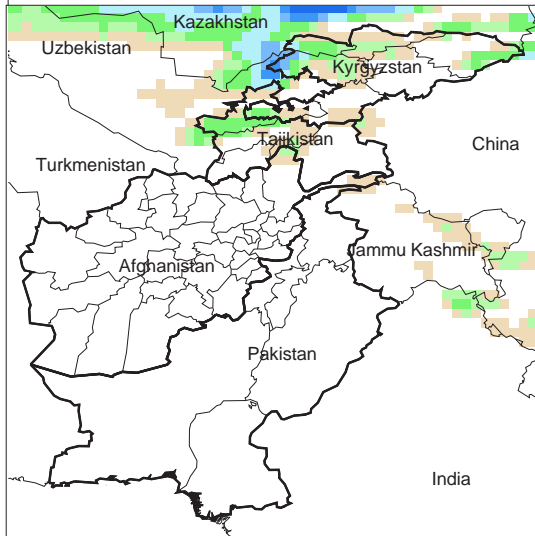 Kazakhstan
Uzbekistan
Kyrgyzstan
Tajikistan
China
Turkmenistan
Jammu Kashmir
Afghanistan
Pakistan
India